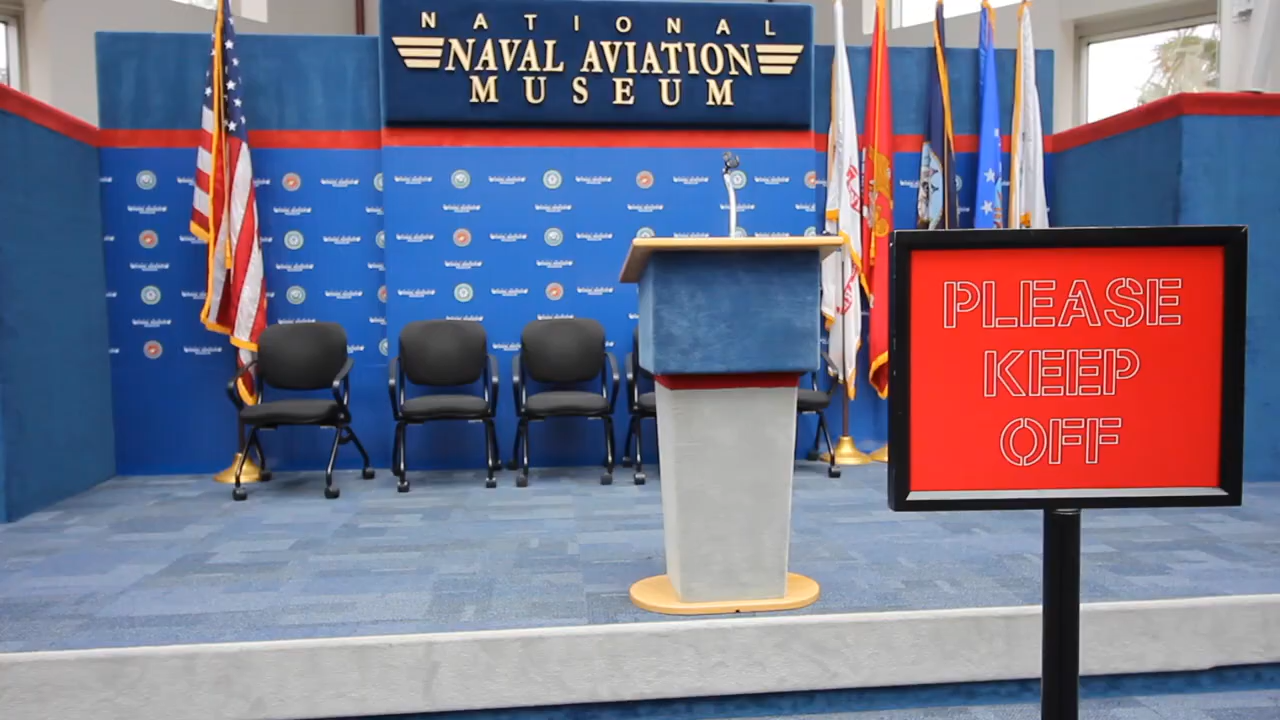 NATIONAL
NAVAL AVIATION
MUSEUM
PLEASE
KEEP
OFF